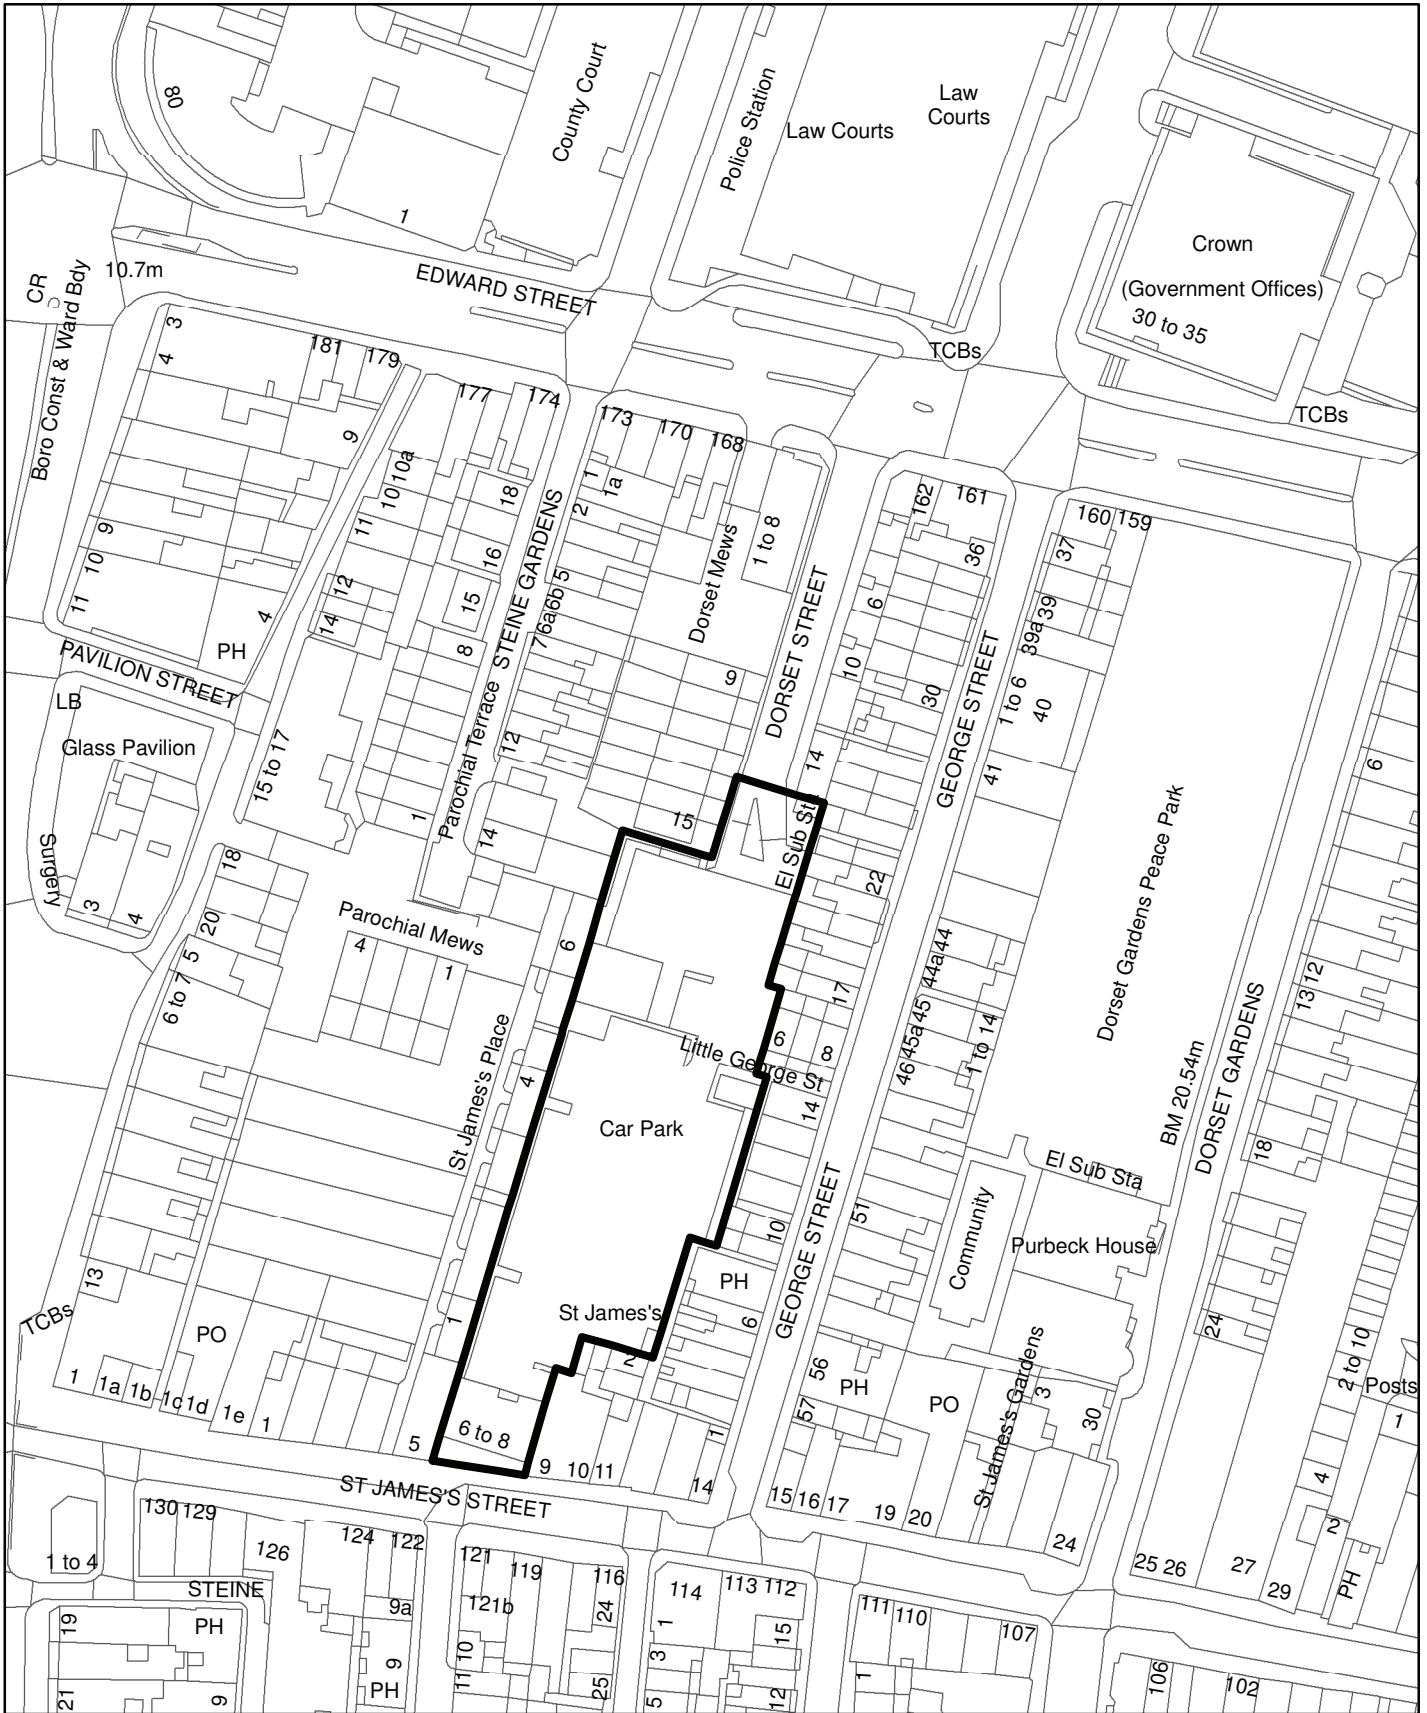 80
County Court
Police Station
Law Courts
Law
Courts
1
CR
Boro Const & Ward Bdy
10.7m
EDWARD STREET
Crown
(Government Offices)
30 to 35
TCBs
TCBs
3
4
181
179
9
177
174
173
170
168
10a
10
11
18
1
1a
2
162
161
160
159
9
10
11
12
14
16
15
5
6b
6a
7
STEINE GARDENS
Dorset Mews
1 to 8
DORSET STREET
36
37
39
39a
6
4
PH
PAVILION STREET
8
9
10
30
GEORGE STREET
1 to 6
40
LB
Glass Pavilion
15 to 17
Parochial Terrace
12
14
41
6
1
14
15
El Sub Sta
Dorset Gardens Peace Park
Surgery
3
4
18
20
22
Parochial Mews
4
1
6
44
44a
5
6 to 7
17
45
45a
46
1 to 14
12
13
St James's Place
4
6
8
Little George St
Car Park
14
BM 20.54m
DORSET GARDENS
El Sub Sta
18
10
51
Community
Purbeck House
GEORGE STREET
13
TCBs
PO
1
St James's
PH
6
2
24
2 to 10
Posts
1
1a
1b
1c
1d
1e
1
5
6 to 8
9
10
11
14
1
56
PH
57
PO
St James's Gardens
3
30
1
4
2
ST JAMES'S STREET
15
16
17
19
20
24
25
26
27
29
PH
130
129
126
124
122
121
119
116
114
113
112
111
110
107
1 to 4
STEINE
19
PH
9a
121b
24
1
15
9
10
3
21
9
PH
11
25
5
12
1
106
102